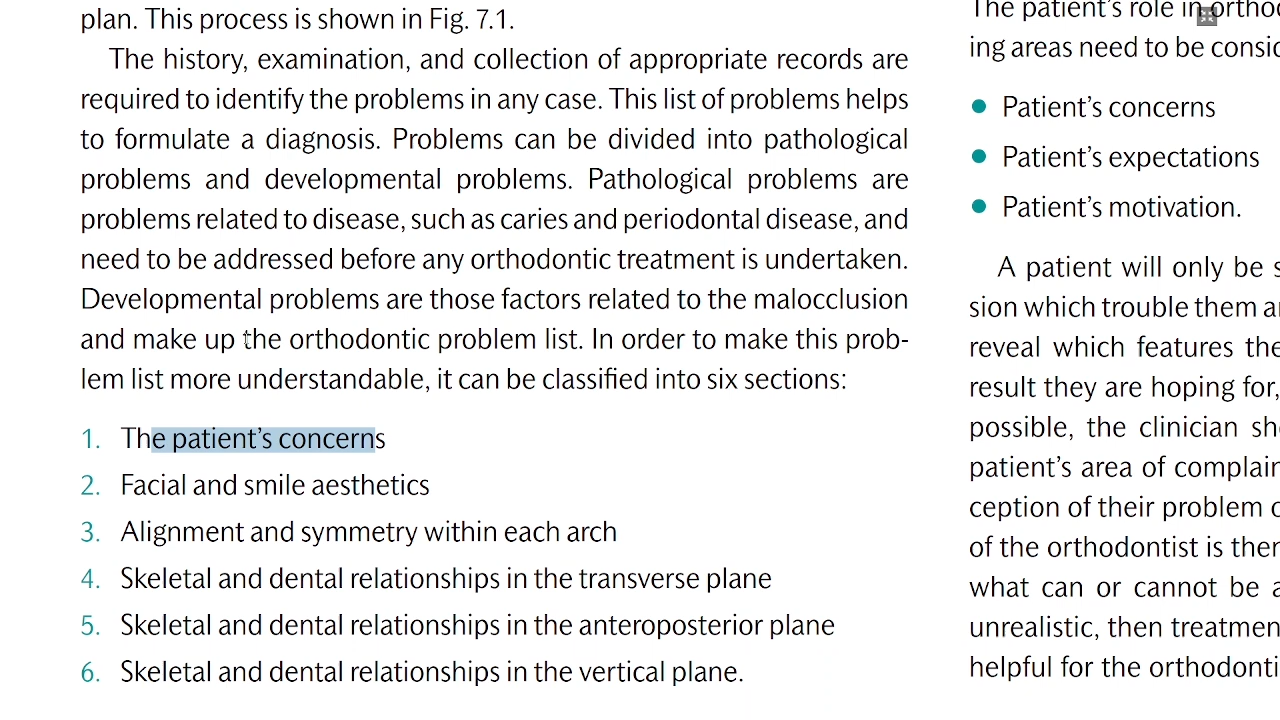 plan. This process is shown in Fig. 7.1.
The history, examination, and collection of appropriate records are
required to identify the problems in any case. This list of problems helps
to formulate a diagnosis. Problems can be divided into pathological
problems and developmental problems. Pathological problems are
problems related to disease, such as caries and periodontal disease, and
need to be addressed before any orthodontic treatment is undertaken.
Developmental problems are those factors related to the malocclusion
and make up the orthodontic problem list. In order to make this prob-
lem list more understandable, it can be classified into six sections:
1. The patient's concerns
2. Facial and smile aesthetics
3. Alignment and symmetry within each arch
4. Skeletal and dental relationships in the transverse plane
5. Skeletal and dental relationships in the anteroposterior plane
6. Skeletal and dental relationships in the vertical plane.
The patient's role in
ing areas need to be
● Patient's concerns
● Patient's expectations
● Patient's motivation.
A patient will only be
sion which trouble them
reveal which features
result they are hoping for,
possible, the clinician
patient's area of
ception of their problem
of the orthodontist is
what can or cannot be
unrealistic, then
helpful for the